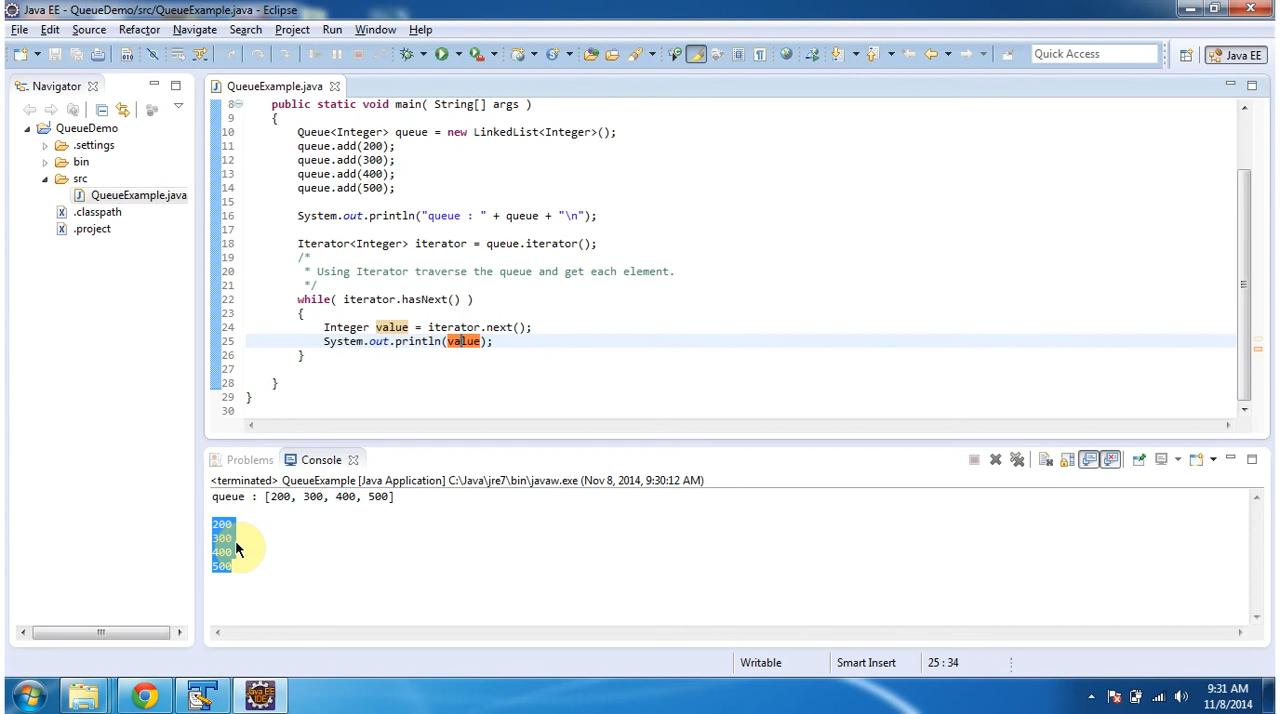 Java EE - QueueDemo/src/QueueExample.java - Eclipse
File Edit Source Refactor Navigate Search Project Run Window Help
Quick Access
Java EE
Navigator
QueueDemo
.settings
bin
src
QueueExample.java
.classpath
.project
QueueExample.java
8 public static void main( String[] args )
9 {
10 Queue<Integer> queue = new LinkedList<Integer>();
11 queue.add(200);
12 queue.add(300);
13 queue.add(400);
14 queue.add(500);
15
16 System.out.println("queue : " + queue + "\n");
17
18 Iterator<Integer> iterator = queue.iterator();
19 /*
20 * Using Iterator traverse the queue and get each element.
21 */
22 while( iterator.hasNext() )
23 {
24 Integer value = iterator.next();
25 System.out.println(value);
26 }
27
28 }
29 }
30
Problems Console
<terminated> QueueExample [Java Application] C:\Java\jre7\bin\javaw.exe (Nov 8, 2014, 9:30:12 AM)
queue : [200, 300, 400, 500]
200
300
400
500
Writable Smart Insert 25 : 34
Java EE
IDE
9:31 AM
11/8/2014